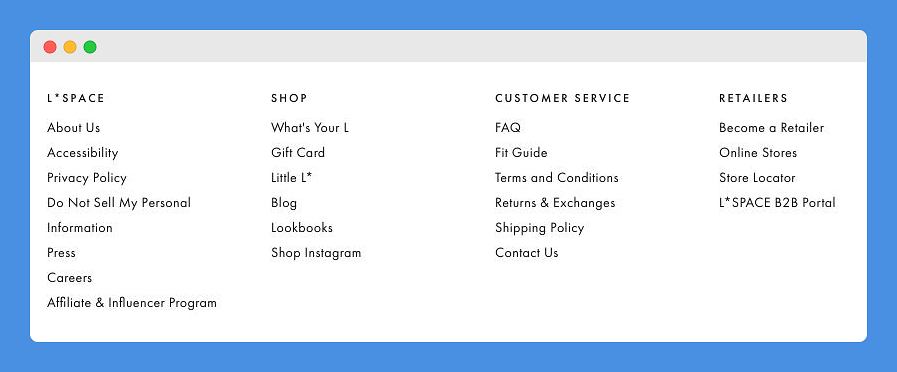 L*SPACE
About Us
Accessibility
Privacy Policy
Do Not Sell My Personal
Information
Press
Careers
Affiliate & Influencer Program
SHOP
What's Your L
Gift Card
Little L*
Blog
Lookbooks
Shop Instagram
CUSTOMER SERVICE
FAQ
Fit Guide
Terms and Conditions
Returns & Exchanges
Shipping Policy
Contact Us
RETAILERS
Become a Retailer
Online Stores
Store Locator
L*SPACE B2B Portal